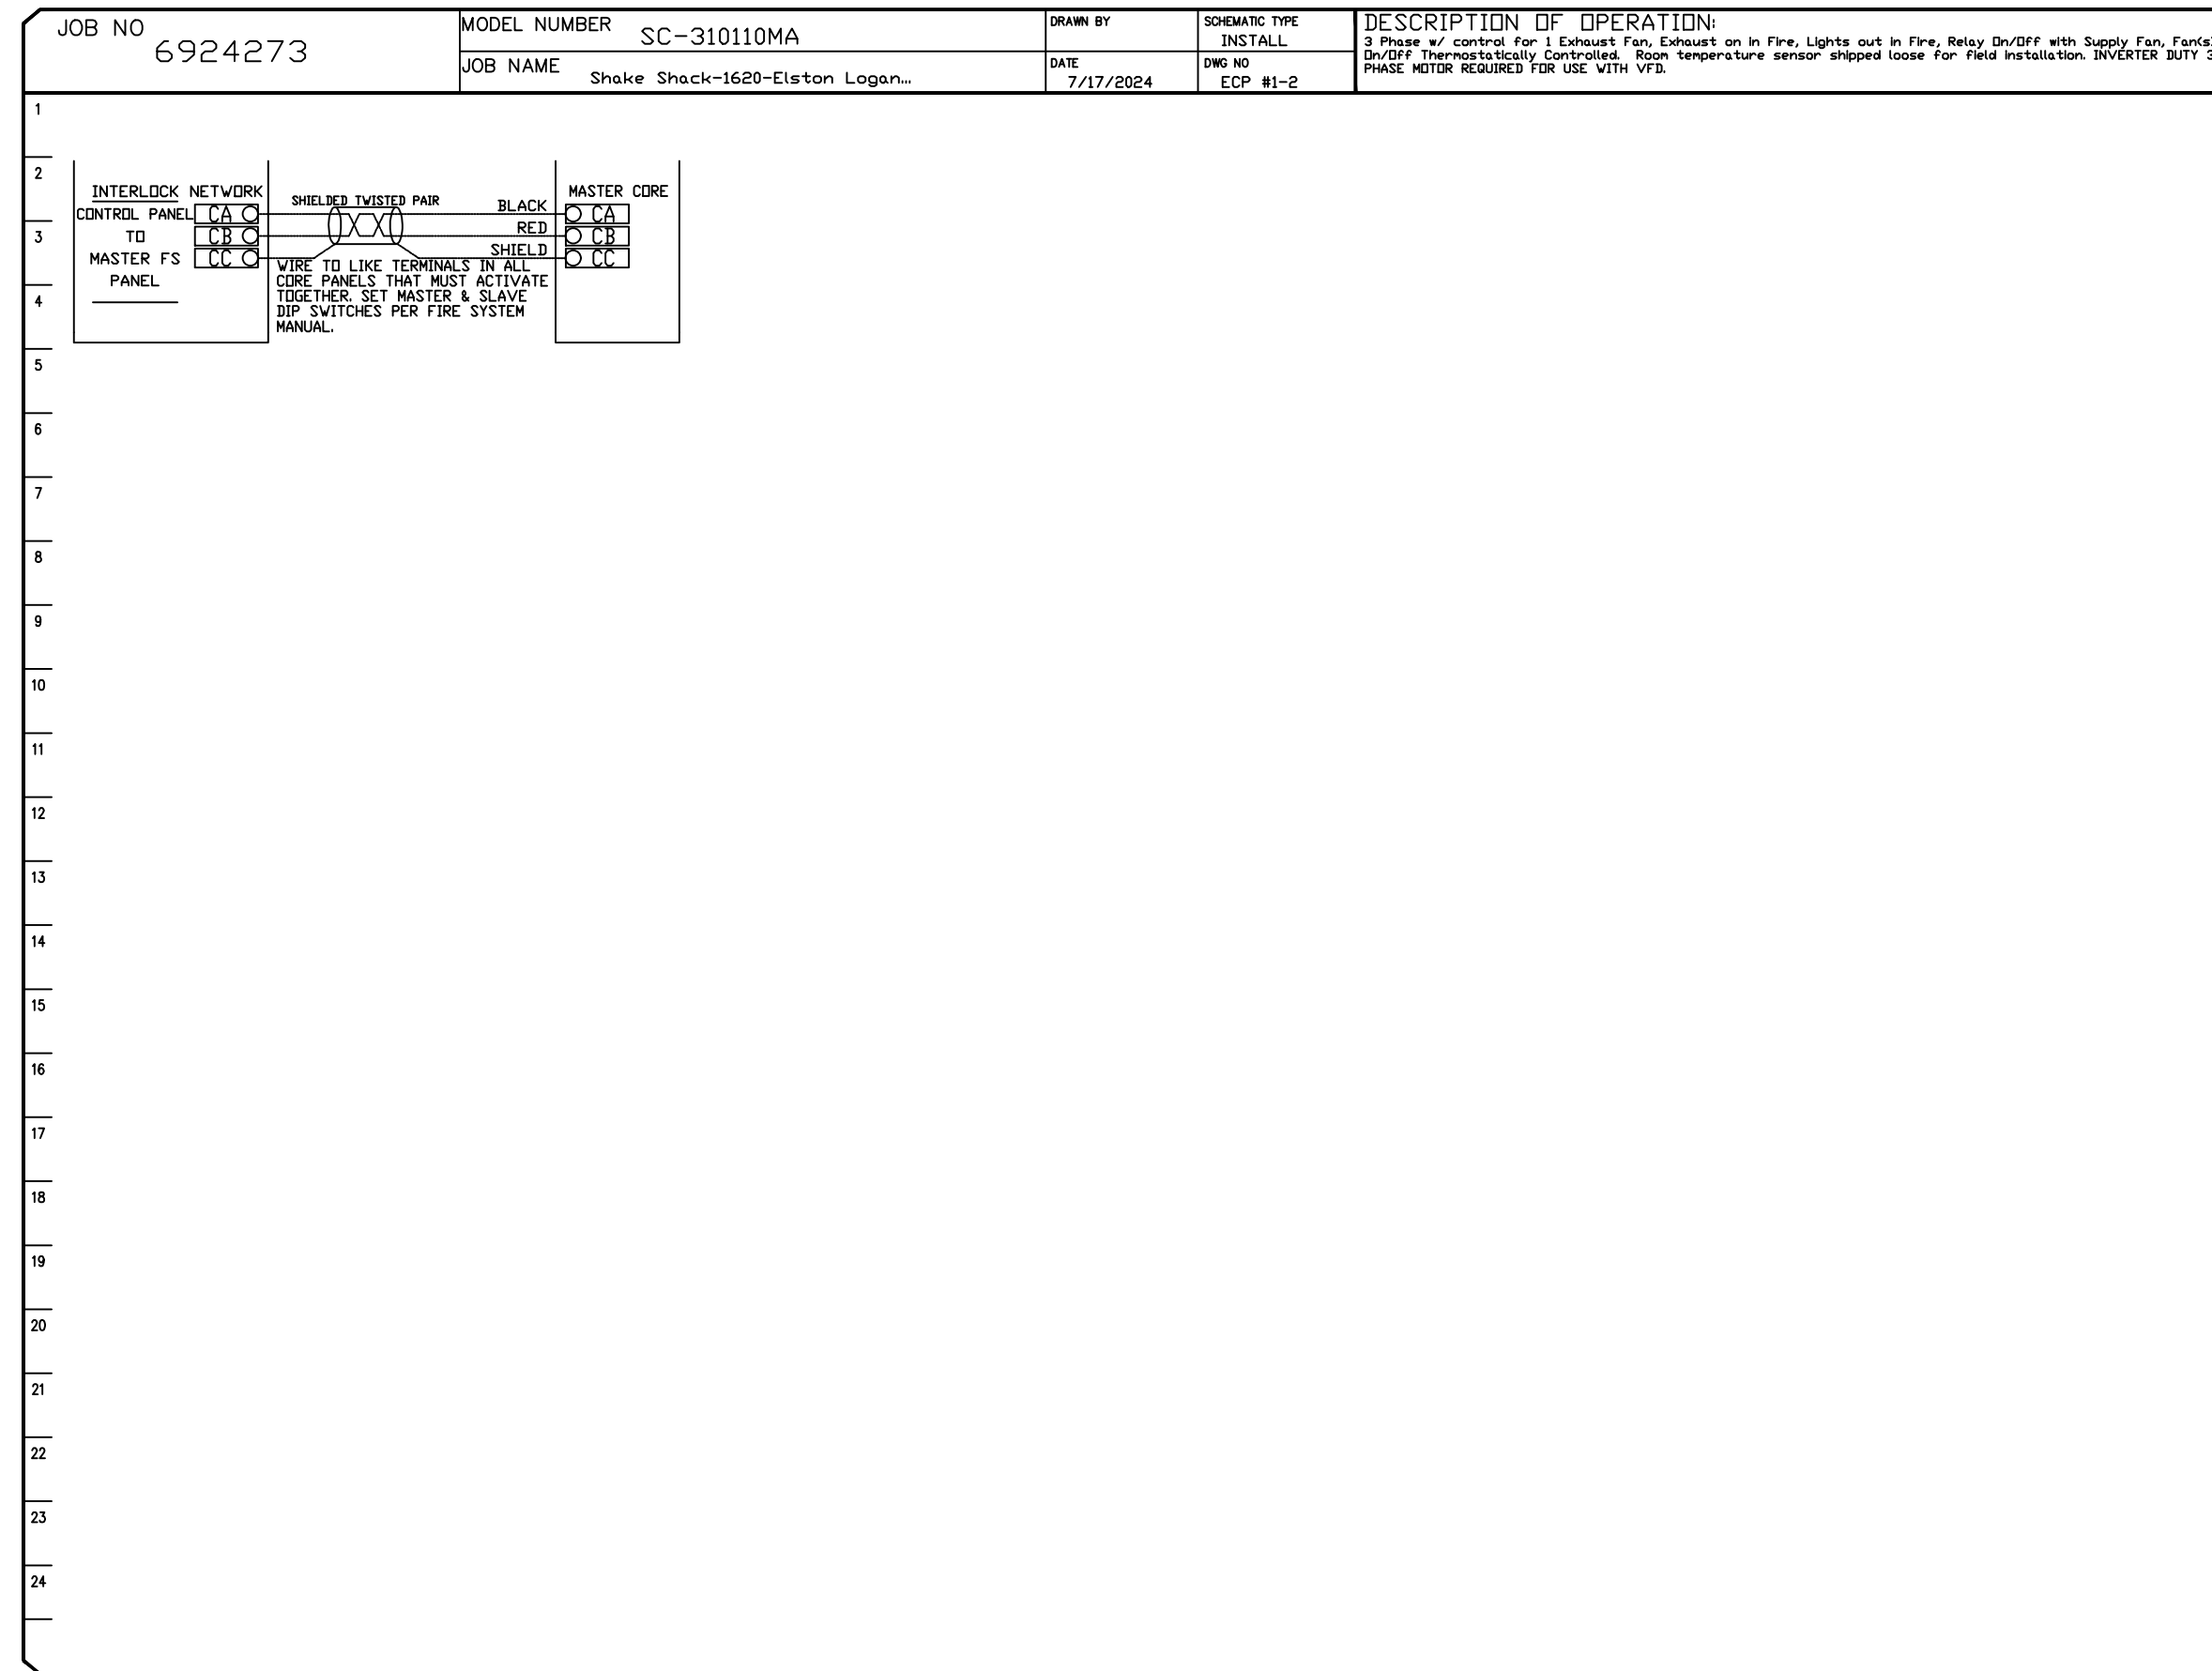 JOB NO
6924273
MODEL NUMBER
SC-310110MA
JOB NAME
Shake Shack-1620-Elston Logan...
DRAWN BY
SCHEMATIC TYPE
INSTALL
DATE
7/17/2024
DWG NO
ECP #1-2
DESCRIPTION OF OPERATION:
3 Phase w/ control for 1 Exhaust Fan, Exhaust on in Fire, Lights out in Fire, Relay On/Off with Supply Fan, Fan(s)
On/Off Thermostatically Controlled. Room temperature sensor shipped loose for field installation. INVERTER DUTY 3
PHASE MOTOR REQUIRED FOR USE WITH VFD.
1
2
3
4
5
6
7
8
9
10
11
12
13
14
15
16
17
18
19
20
21
22
23
24
INTERLOCK NETWORK
CONTROL PANEL
TO
MASTER FS
PANEL
CA
CB
CC
SHIELDED TWISTED PAIR
BLACK
RED
SHIELD
WIRE TO LIKE TERMINALS IN ALL
CORE PANELS THAT MUST ACTIVATE
TOGETHER. SET MASTER & SLAVE
DIP SWITCHES PER FIRE SYSTEM
MANUAL.
MASTER CORE
CA
CB
CC